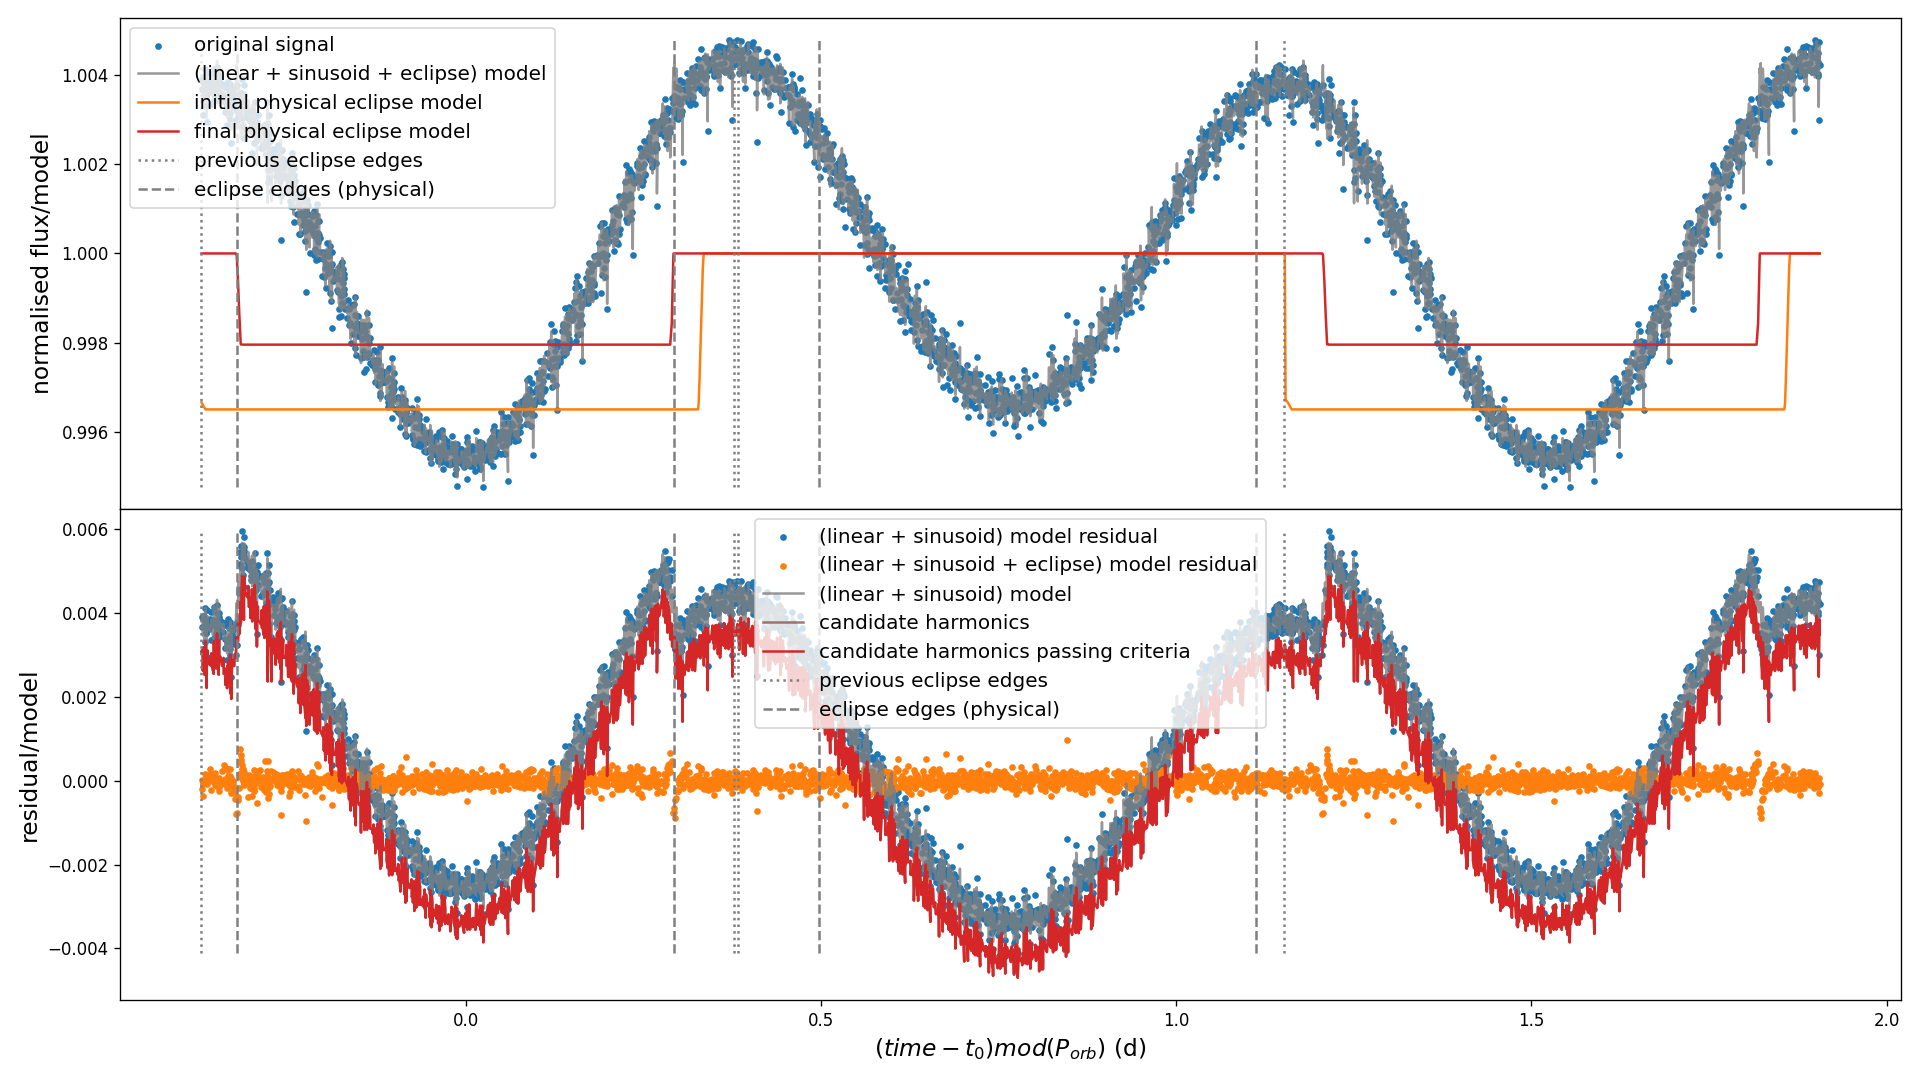 original signal
(linear + sinusoid + eclipse) model
initial physical eclipse model
final physical eclipse model
previous eclipse edges
eclipse edges (physical)
normalised flux/model
1.004
1.002
1.000
0.998
0.996
(linear + sinusoid) model residual
(linear + sinusoid + eclipse) model residual
(linear + sinusoid) model
candidate harmonics
candidate harmonics passing criteria
previous eclipse edges
eclipse edges (physical)
residual/model
0.006
0.004
0.002
0.000
−0.002
−0.004
0.0 0.5 1.0 1.5 2.0
(time − t₀)mod(P_orb) (d)